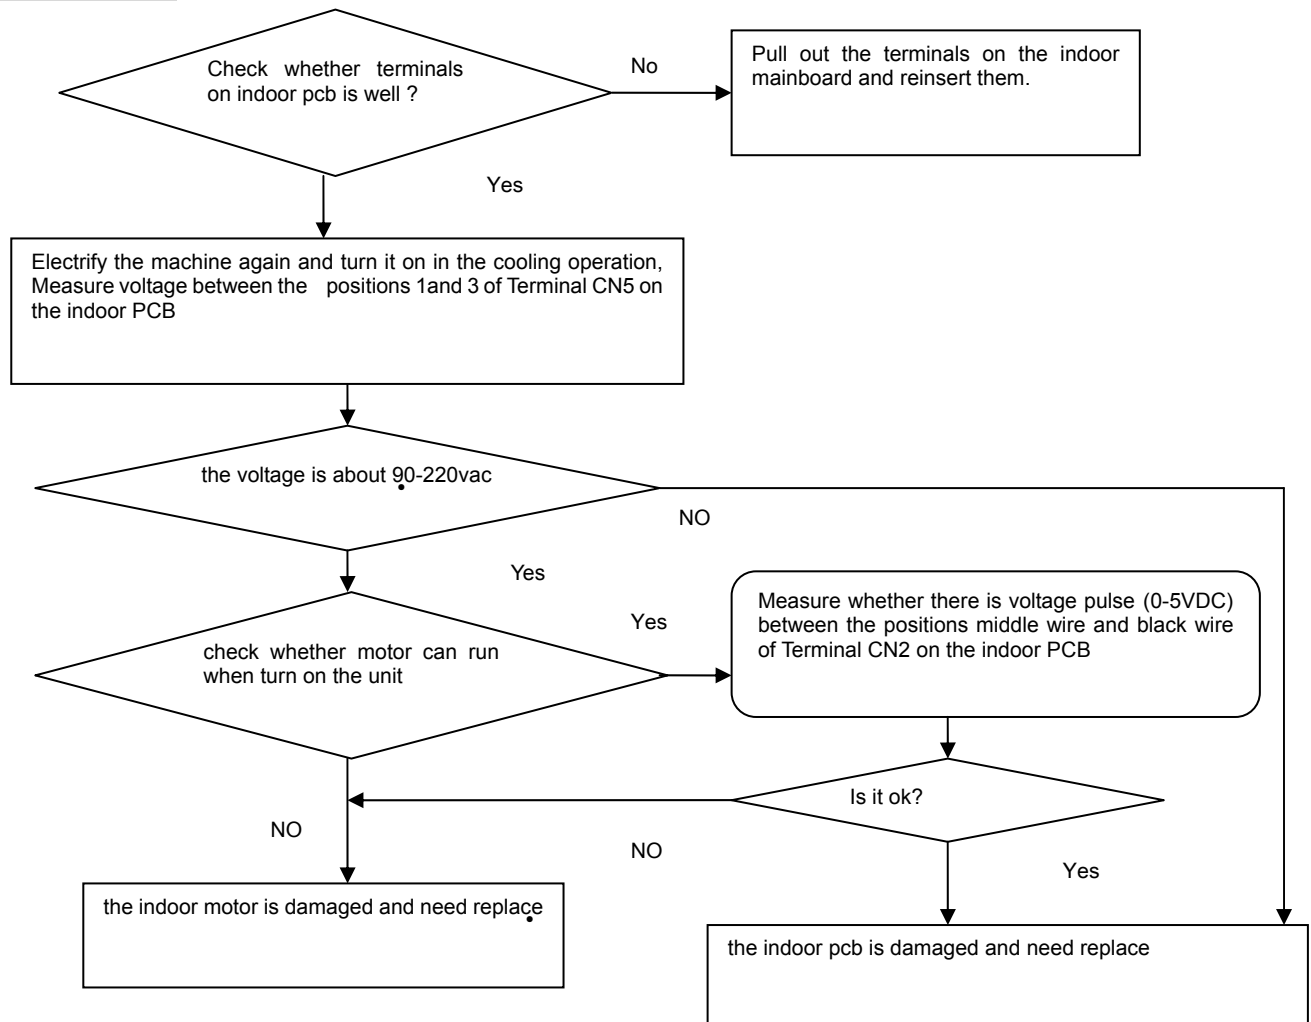 Check whether terminals
on indoor pcb is well ?
No
Pull out the terminals on the indoor
mainboard and reinsert them.
Yes
Electrify the machine again and turn it on in the cooling operation,
Measure voltage between the positions 1and 3 of Terminal CN5 on
the indoor PCB
the voltage is about 90-220vac
NO
Yes
check whether motor can run
when turn on the unit
Yes
Measure whether there is voltage pulse (0-5VDC)
between the positions middle wire and black wire
of Terminal CN2 on the indoor PCB
Is it ok?
NO
NO
Yes
the indoor motor is damaged and need replace
the indoor pcb is damaged and need replace